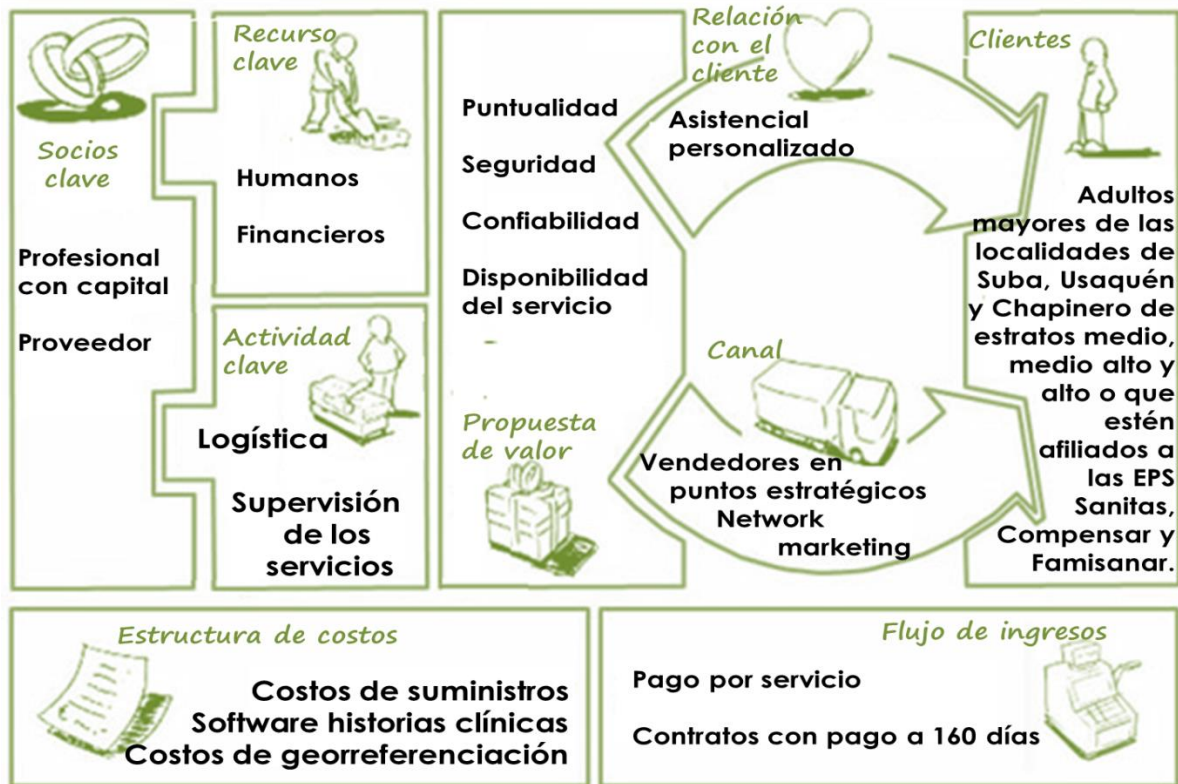 Socios
clave
Profesional
con capital
Proveedor
Recurso
clave
Humanos
Financieros
Actividad
clave
Logística
Supervisión
de los
servicios
Puntualidad
Seguridad
Confiabilidad
Disponibilidad
del servicio
Propuesta
de valor
Relación
con el
cliente
Asistencial
personalizado
Canal
Vendedores en
puntos estratégicos
Network
marketing
Clientes
Adultos
mayores de las
localidades de
Suba, Usaquén
y Chapinero de
estratos medio,
medio alto y
alto o que
estén
afiliados a
las EPS
Sanitas,
Compensar y
Famisanar.
Estructura de costos
Costos de suministros
Software historias clínicas
Costos de georreferenciación
Flujo de ingresos
Pago por servicio
Contratos con pago a 160 días